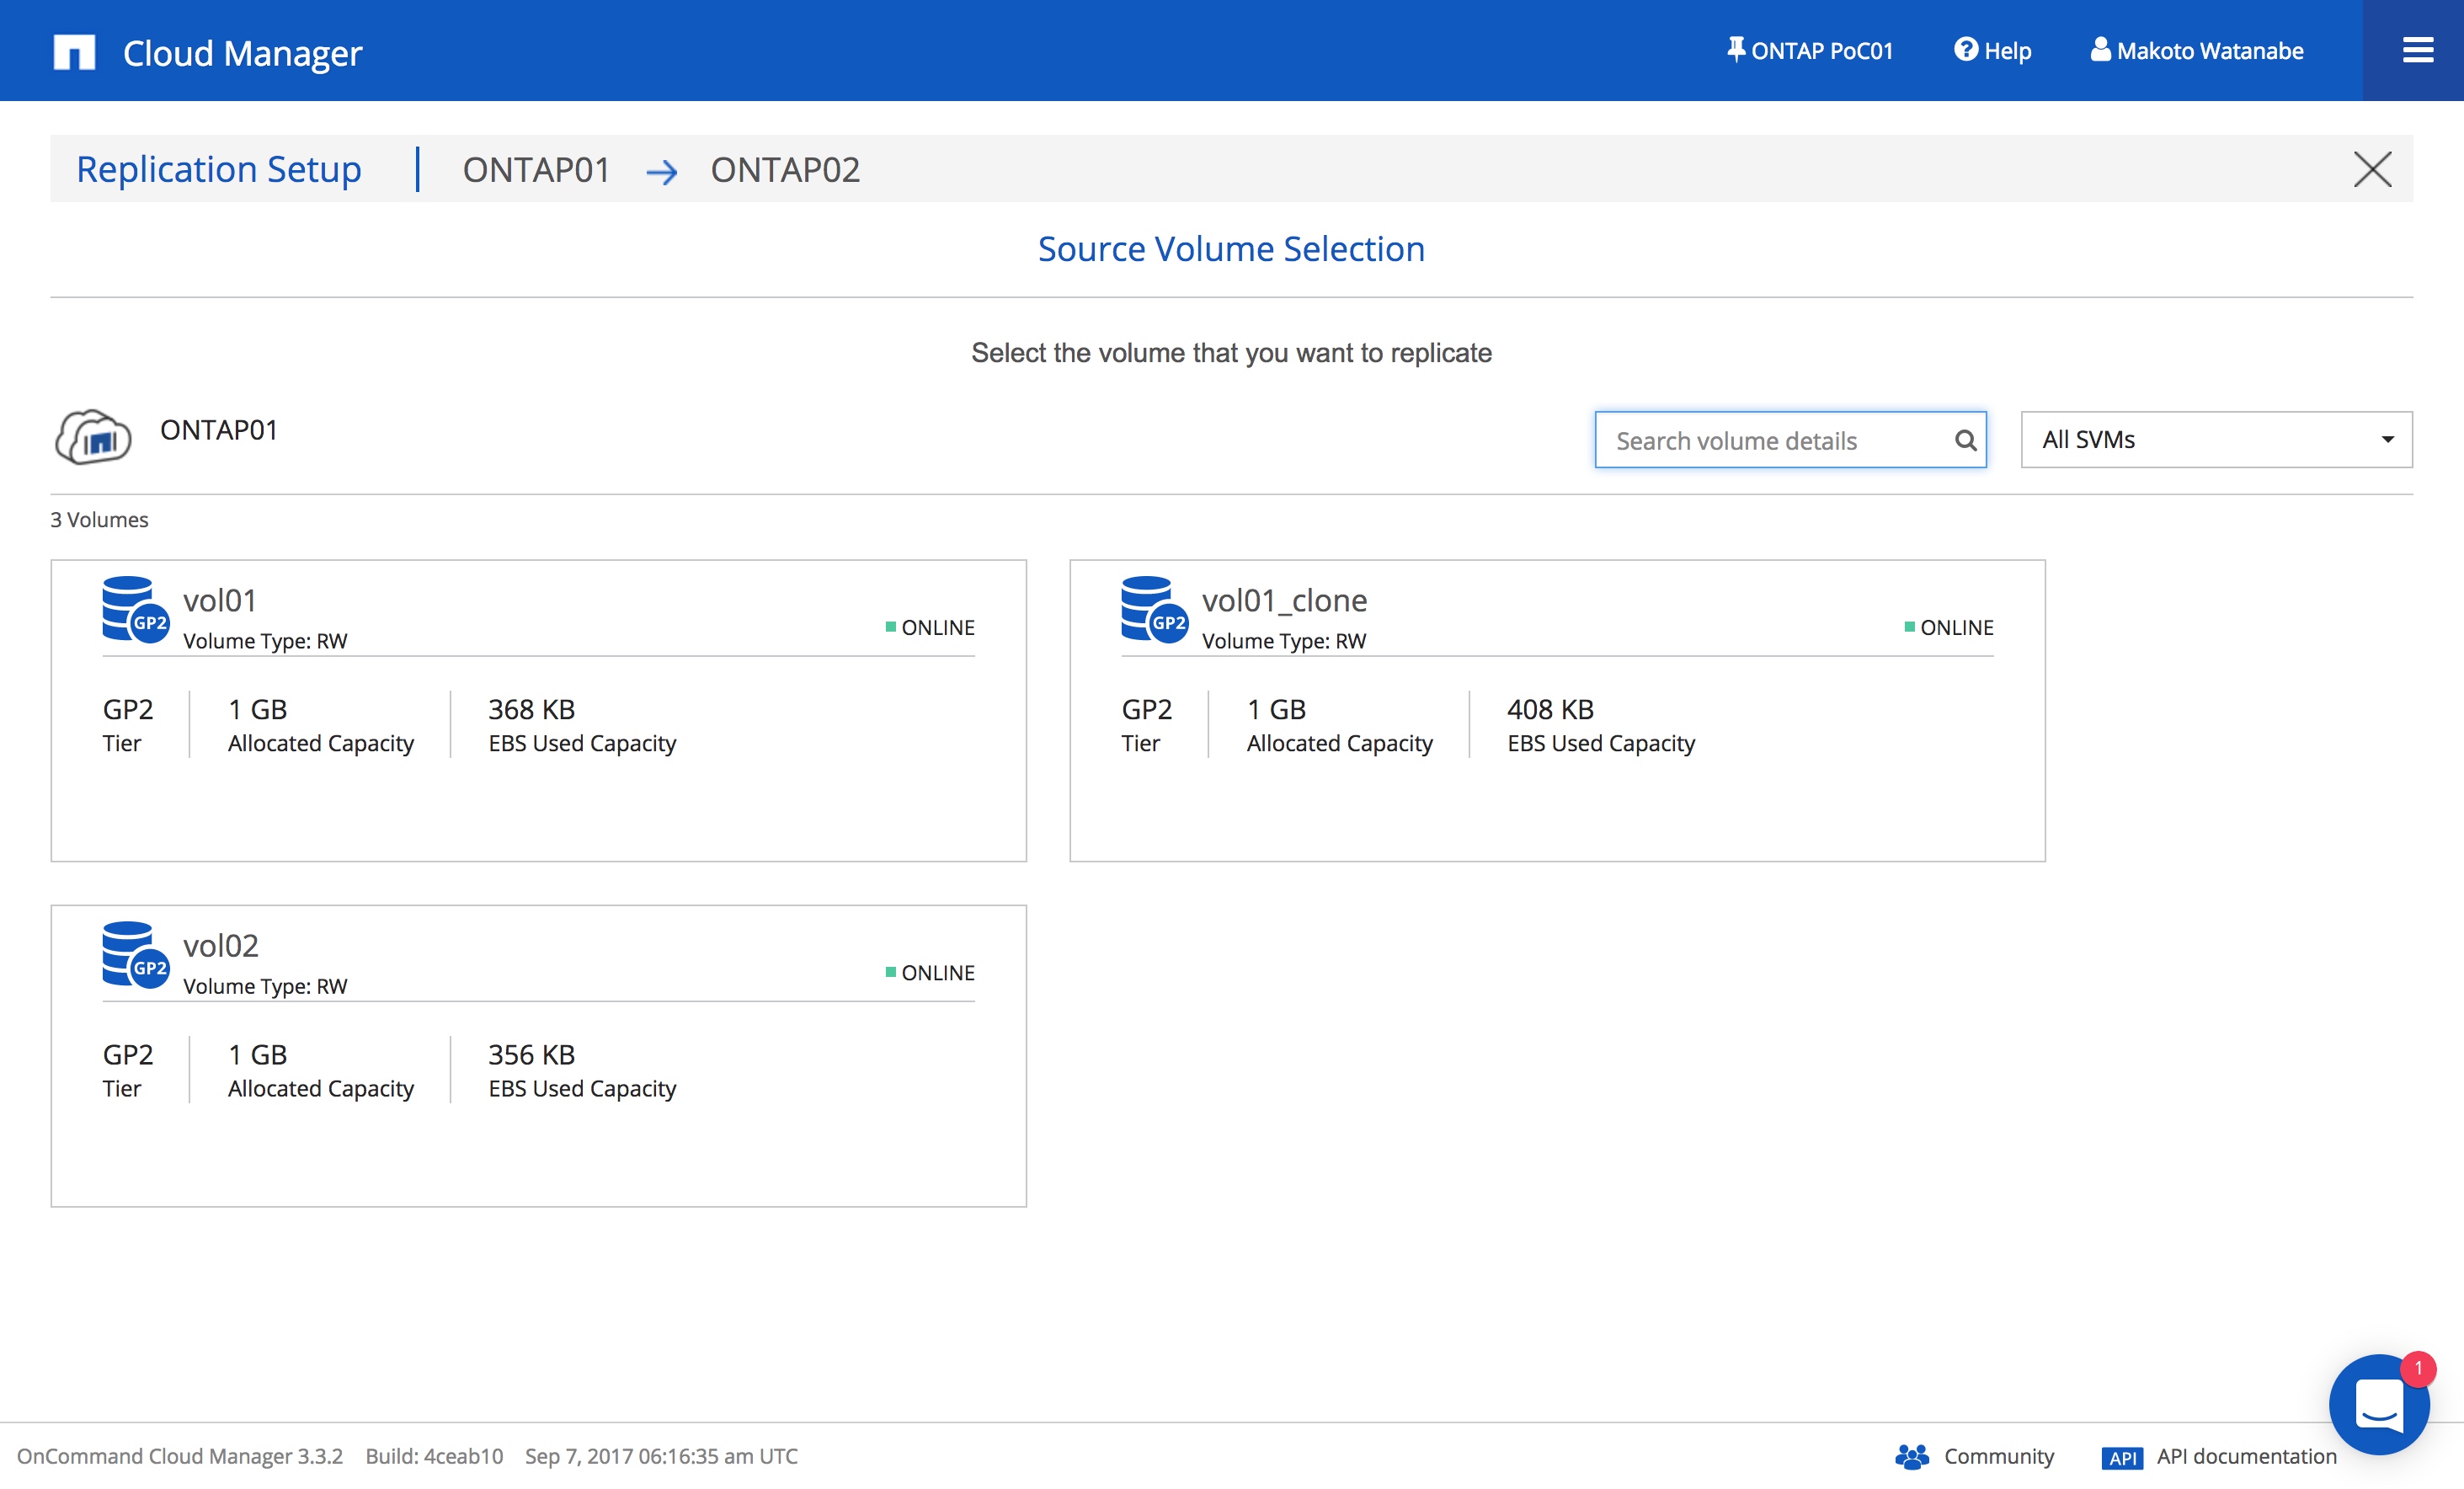 Cloud Manager
ONTAP PoC01
Help
Makoto Watanabe
Replication Setup
ONTAP01 → ONTAP02
Source Volume Selection
Select the volume that you want to replicate
ONTAP01
Search volume details
All SVMs
3 Volumes
GP2
vol01
Volume Type: RW
ONLINE
GP2 1 GB 368 KB
Tier Allocated Capacity EBS Used Capacity
GP2
vol01_clone
Volume Type: RW
ONLINE
GP2 1 GB 408 KB
Tier Allocated Capacity EBS Used Capacity
GP2
vol02
Volume Type: RW
ONLINE
GP2 1 GB 356 KB
Tier Allocated Capacity EBS Used Capacity
1
OnCommand Cloud Manager 3.3.2 Build: 4ceab10 Sep 7, 2017 06:16:35 am UTC
Community
API API documentation